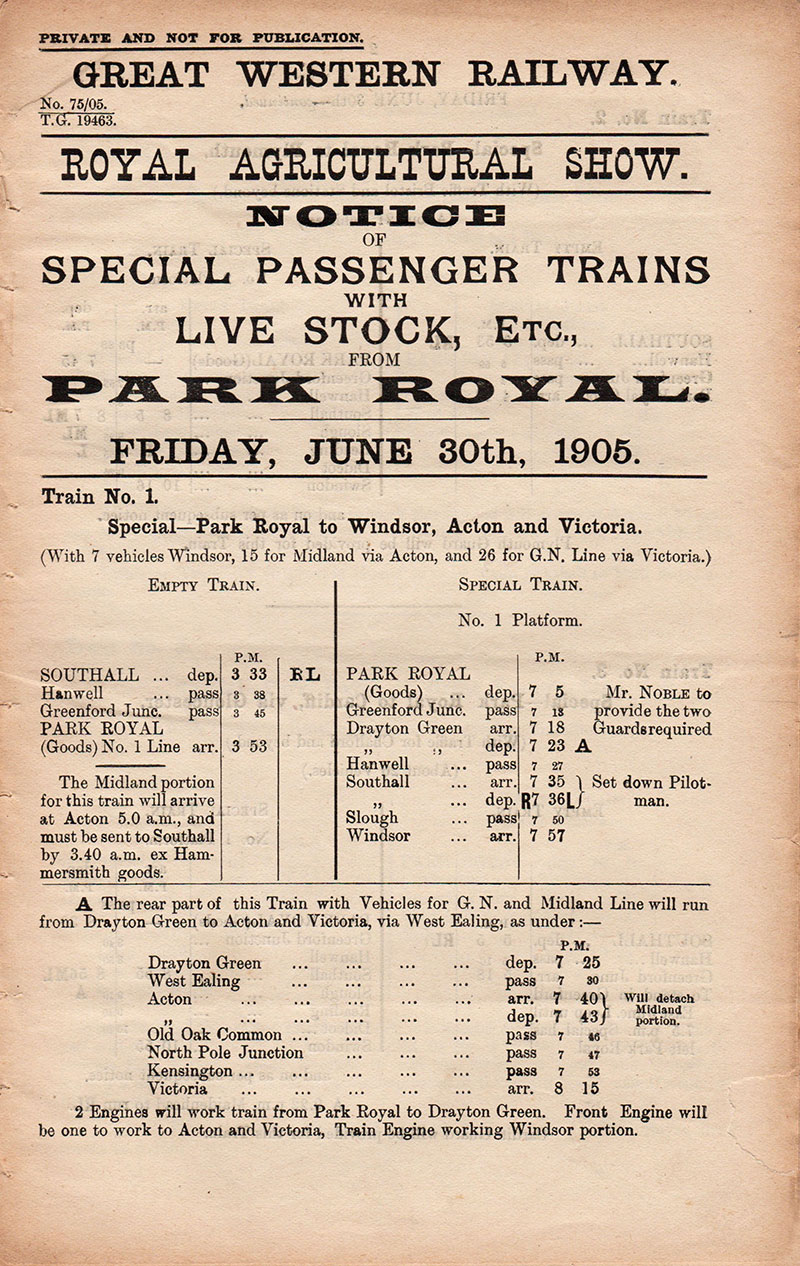 PRIVATE AND NOT FOR PUBLICATION.
GREAT WESTERN RAILWAY.
No. 75/05.
T.G. 19463.
ROYAL AGRICULTURAL SHOW.
NOTICE
OF
SPECIAL PASSENGER TRAINS
WITH
LIVE STOCK, ETC.,
FROM
PARK ROYAL.
FRIDAY, JUNE 30th, 1905.
Train No. 1.
Special—Park Royal to Windsor, Acton and Victoria.
(With 7 vehicles Windsor, 15 for Midland via Acton, and 26 for G.N. Line via Victoria.)
EMPTY TRAIN.
P.M.
SOUTHALL ... dep. 3 33 RL
Hanwell ... pass 3 38
Greenford Junc. pass 3 45
PARK ROYAL
(Goods) No. 1 Line arr. 3 53
The Midland portion
for this train will arrive
at Acton 5.0 a.m., and
must be sent to Southall
by 3.40 a.m. ex Ham-
mersmith goods.
SPECIAL TRAIN.
No. 1 Platform.
P.M.
PARK ROYAL
(Goods) ... dep. 7 5 Mr. NOBLE to
Greenford Junc. pass 7 13 provide the two
Drayton Green arr. 7 18 Guards required
„ „ dep. 7 23 A
Hanwell ... pass 7 27
Southall ... arr. 7 35 } Set down Pilot-
„ ... dep. R7 36L } man.
Slough ... pass 7 50
Windsor ... arr. 7 57
A The rear part of this Train with Vehicles for G. N. and Midland Line will run
from Drayton Green to Acton and Victoria, via West Ealing, as under :—
P.M.
Drayton Green ... ... ... ... dep. 7 25
West Ealing ... ... ... ... pass 7 30
Acton ... ... ... ... ... arr. 7 40 } Will detach
Midland
„ ... ... ... ... ... dep. 7 43 } portion.
Old Oak Common ... ... ... ... pass 7 46
North Pole Junction ... ... ... pass 7 47
Kensington ... ... ... ... ... pass 7 53
Victoria ... ... ... ... ... arr. 8 15
2 Engines will work train from Park Royal to Drayton Green. Front Engine will
be one to work to Acton and Victoria, Train Engine working Windsor portion.